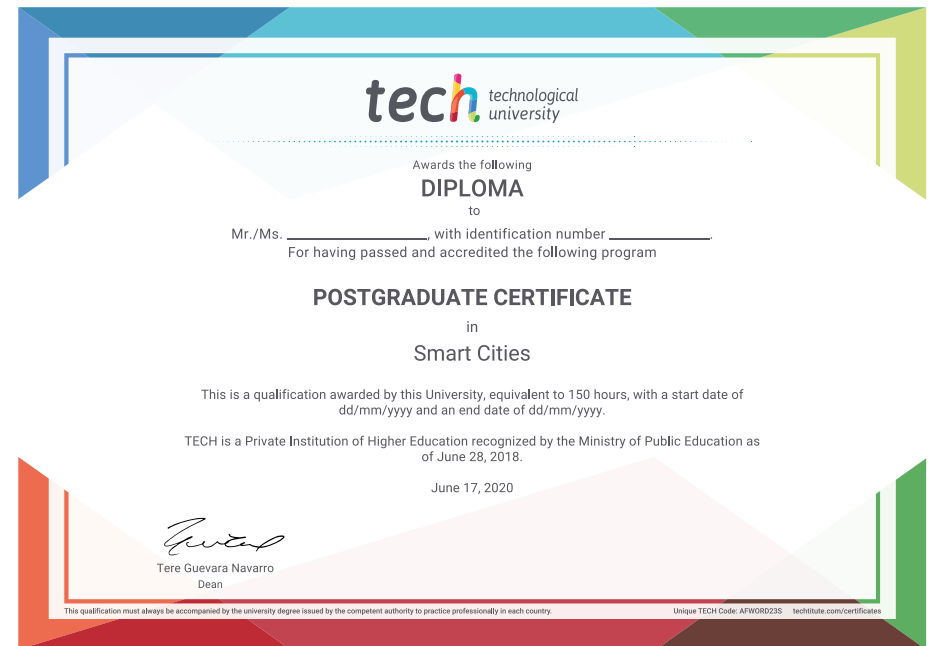 tech technological
university
Awards the following
DIPLOMA
to
Mr./Ms. ____________________, with identification number ______________.
For having passed and accredited the following program
POSTGRADUATE CERTIFICATE
in
Smart Cities
This is a qualification awarded by this University, equivalent to 150 hours, with a start date of
dd/mm/yyyy and an end date of dd/mm/yyyy.
TECH is a Private Institution of Higher Education recognized by the Ministry of Public Education as
of June 28, 2018.
June 17, 2020
Tere Guevara Navarro
Dean
This qualification must always be accompanied by the university degree issued by the competent authority to practice professionally in each country.
Unique TECH Code: AFWORD23S techtitute.com/certificates